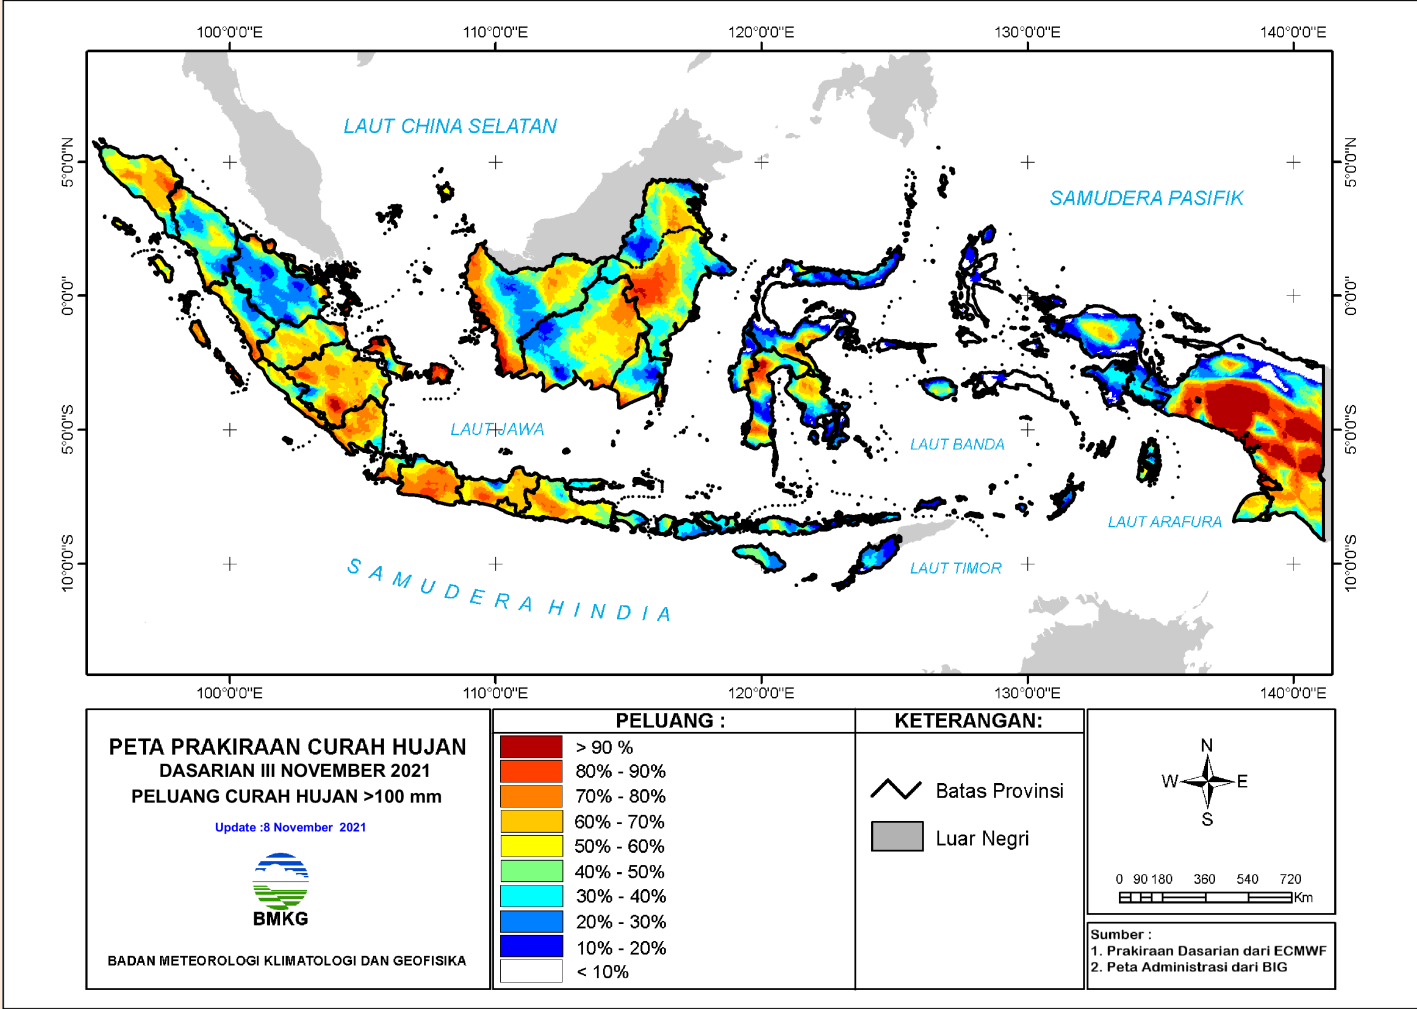 100°0'0"E 110°0'0"E 120°0'0"E 130°0'0"E 140°0'0"E
5°0'0"N
0°0'0"
5°0'0"S
10°0'0"S
LAUT CHINA SELATAN
SAMUDERA PASIFIK
LAUT JAWA
LAUT BANDA
LAUT ARAFURA
LAUT TIMOR
SAMUDERA HINDIA
5°0'0"N
0°0'0"
5°0'0"S
10°0'0"S
100°0'0"E 110°0'0"E 120°0'0"E 130°0'0"E 140°0'0"E
PETA PRAKIRAAN CURAH HUJAN
DASARIAN III NOVEMBER 2021
PELUANG CURAH HUJAN >100 mm
Update :8 November 2021
BMKG
BADAN METEOROLOGI KLIMATOLOGI DAN GEOFISIKA
PELUANG :
> 90 %
80% - 90%
70% - 80%
60% - 70%
50% - 60%
40% - 50%
30% - 40%
20% - 30%
10% - 20%
< 10%
KETERANGAN:
Batas Provinsi
Luar Negri
N
W E
S
0 90 180 360 540 720
Km
Sumber :
1. Prakiraan Dasarian dari ECMWF
2. Peta Administrasi dari BIG